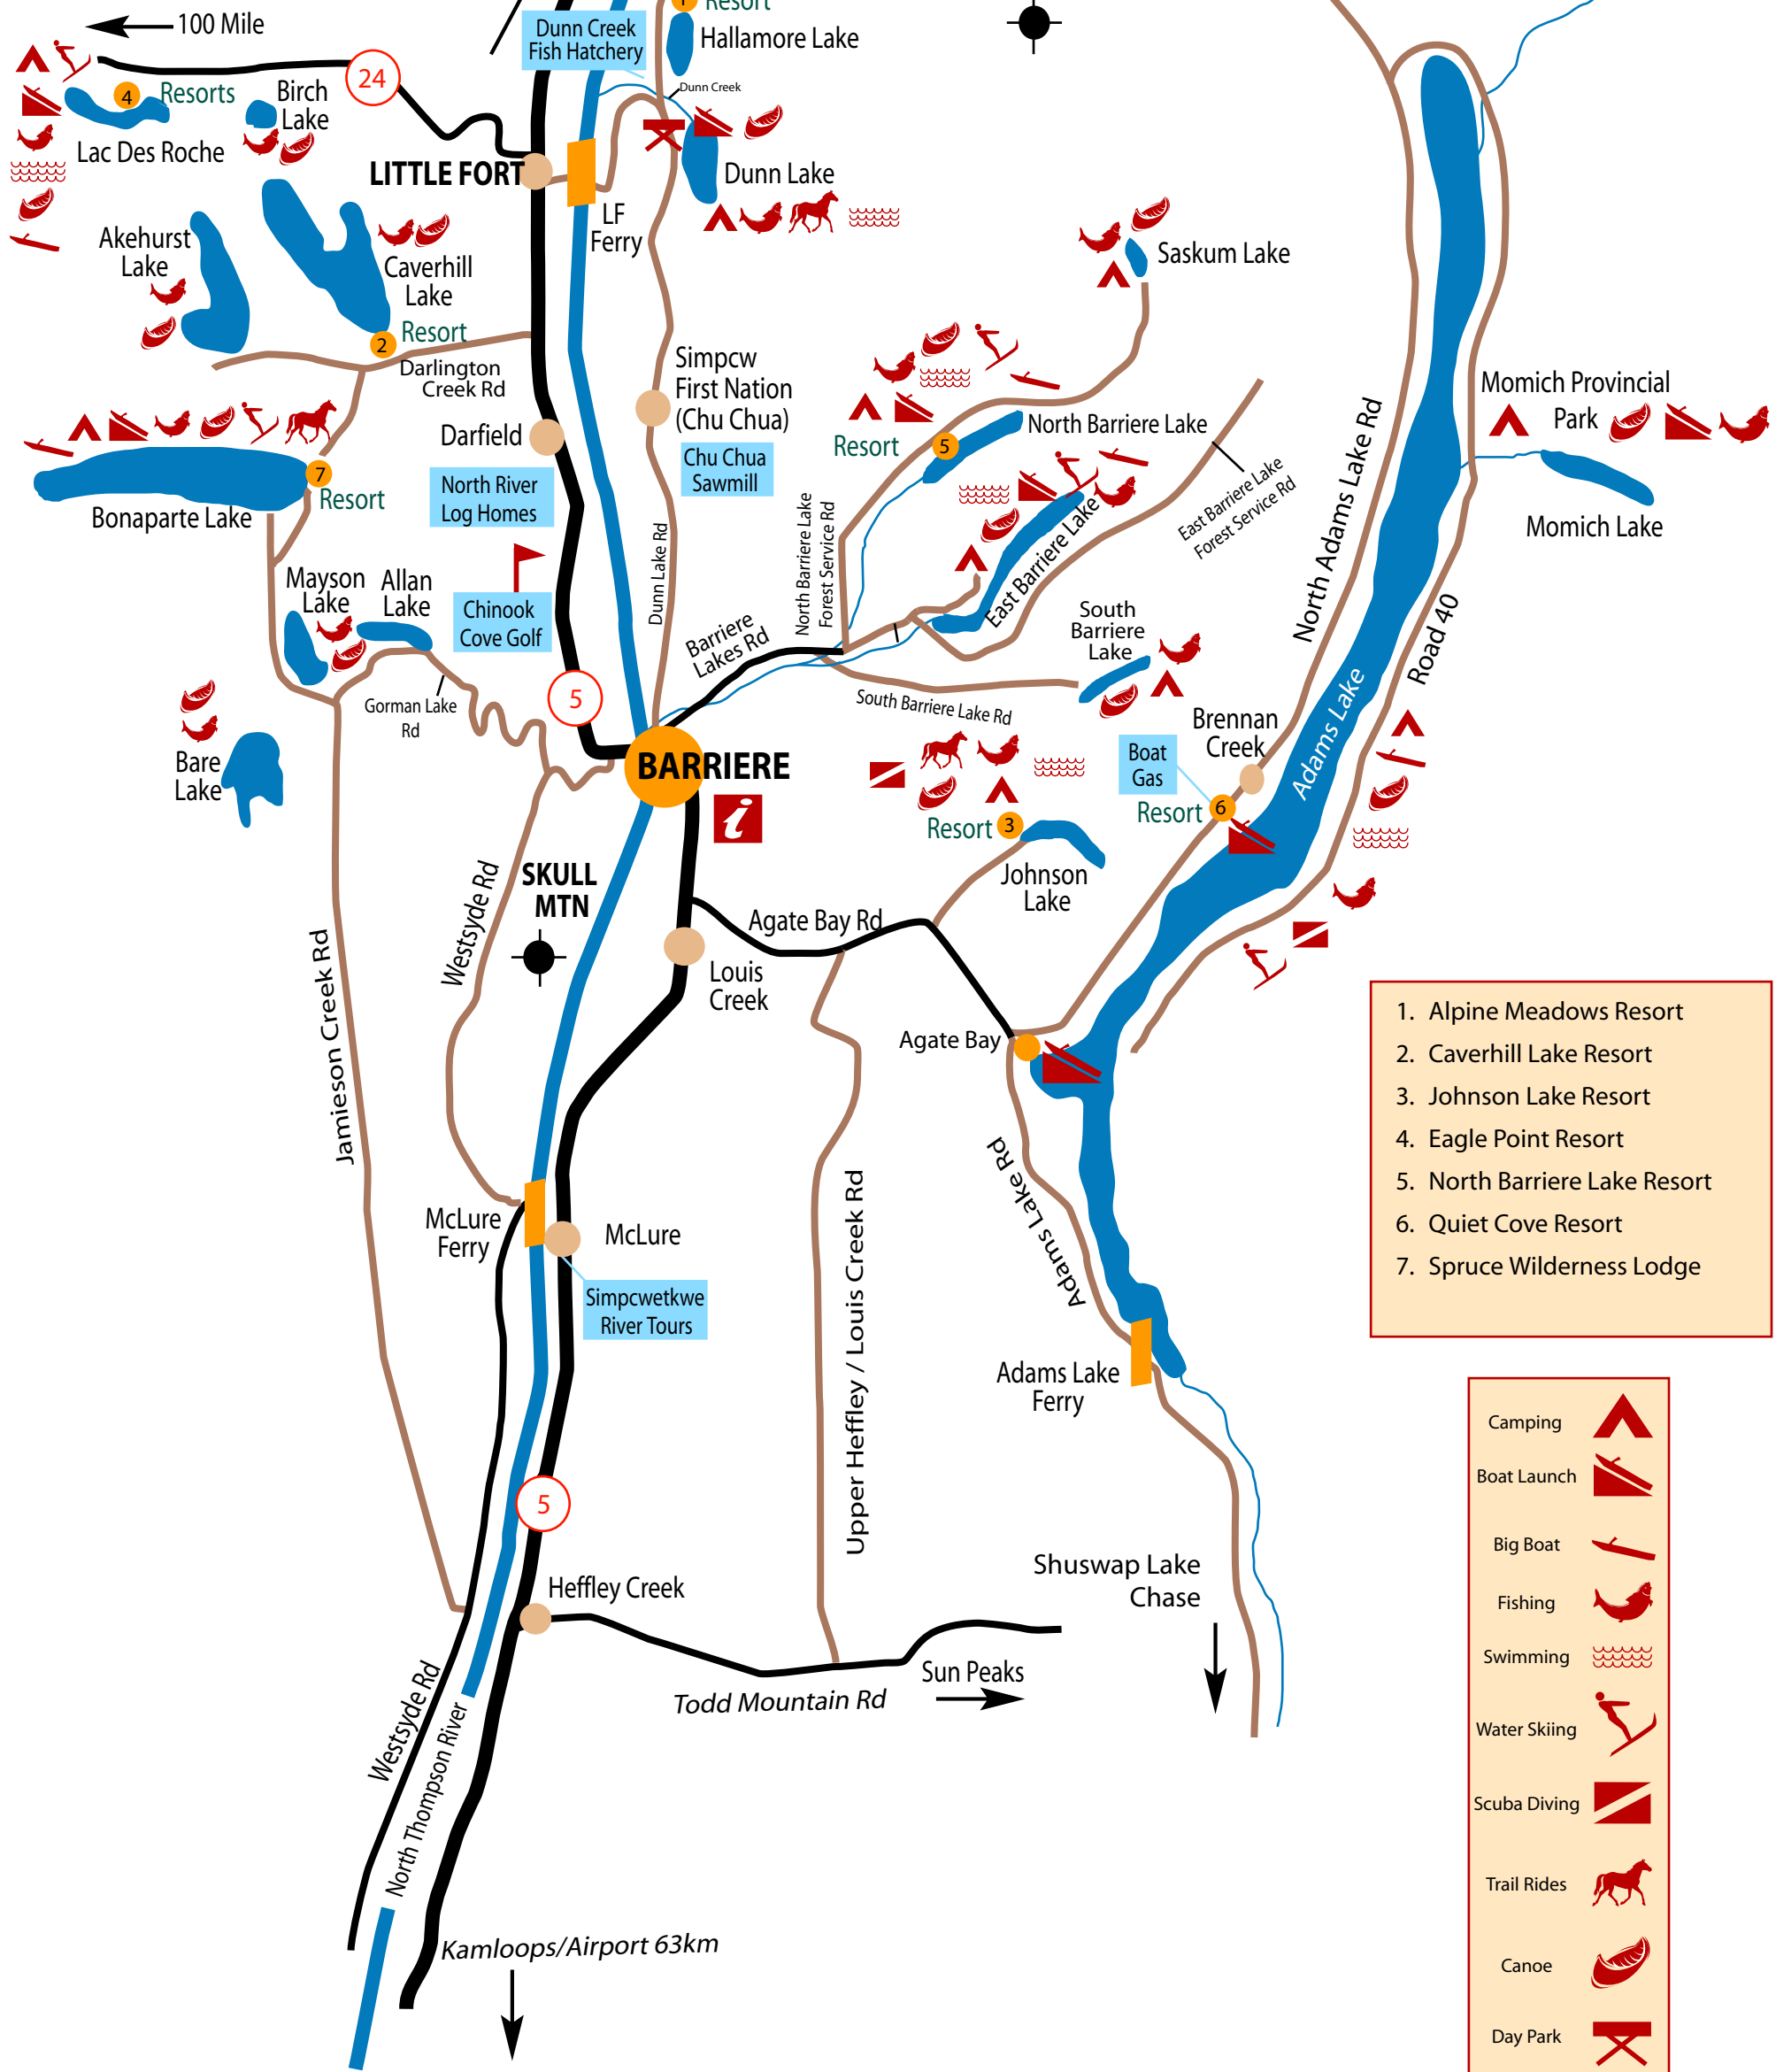 Resort
100 Mile
Dunn Creek
Fish Hatchery
Hallamore Lake
24
4
Resorts
Birch
Lake
Dunn Creek
Lac Des Roche
LITTLE FORT
Dunn Lake
LF
Ferry
Akehurst
Lake
Caverhill
Lake
Saskum Lake
2
Resort
Darlington
Creek Rd
Simpcw
First Nation
(Chu Chua)
Momich Provincial
Park
Darfield
Resort
5
North Barriere Lake
Chu Chua
Sawmill
North River
Log Homes
7
Resort
Bonaparte Lake
East Barriere Lake
Forest Service Rd
North Adams Lake Rd
Momich Lake
North Barriere Lake
Forest Service Rd
East Barriere Lake
Dunn Lake Rd
Mayson
Lake
Allan
Lake
Chinook
Cove Golf
South
Barriere
Lake
Barriere
Lakes Rd
Road 40
5
Gorman Lake
Rd
South Barriere Lake Rd
Brennan
Creek
Adams Lake
Bare
Lake
BARRIERE
i
Boat
Gas
Resort
6
Resort
3
Johnson
Lake
SKULL
MTN
Westsyde Rd
Agate Bay Rd
Louis
Creek
Jamieson Creek Rd
Agate Bay
1. Alpine Meadows Resort
2. Caverhill Lake Resort
3. Johnson Lake Resort
4. Eagle Point Resort
5. North Barriere Lake Resort
6. Quiet Cove Resort
7. Spruce Wilderness Lodge
Adams Lake Rd
McLure
Ferry
McLure
Simpcwetkwe
River Tours
Upper Heffley / Louis Creek Rd
Adams Lake
Ferry
5
Heffley Creek
Shuswap Lake
Chase
Sun Peaks
Todd Mountain Rd
Westsyde Rd
North Thompson River
Kamloops/Airport 63km
Camping
Boat Launch
Big Boat
Fishing
Swimming
Water Skiing
Scuba Diving
Trail Rides
Canoe
Day Park